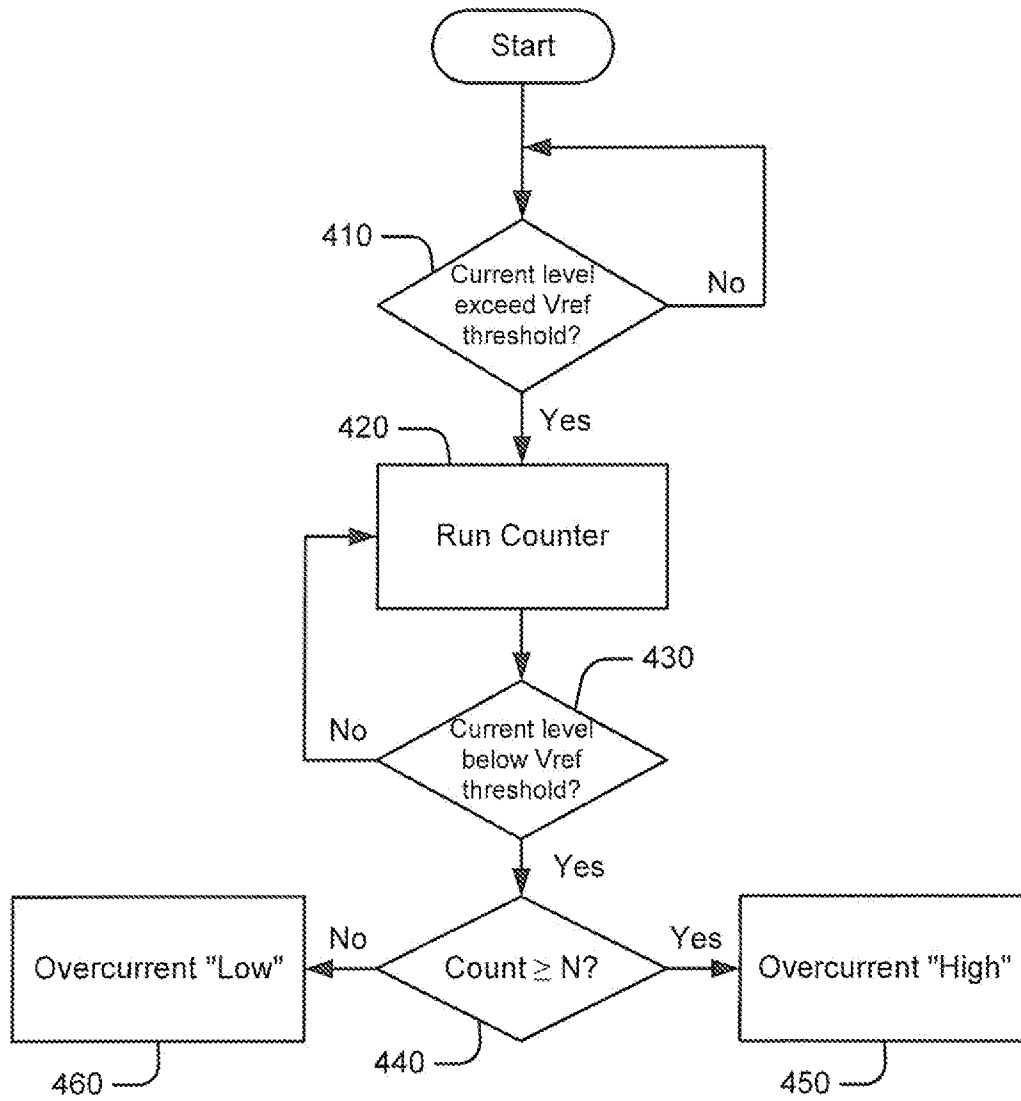 Start
410
Current level
exceed Vref
threshold?
No
Yes
420
Run Counter
430
No
Current level
below Vref
threshold?
Yes
Overcurrent "Low"
No
Count ≥ N?
Yes
Overcurrent "High"
460
440
450